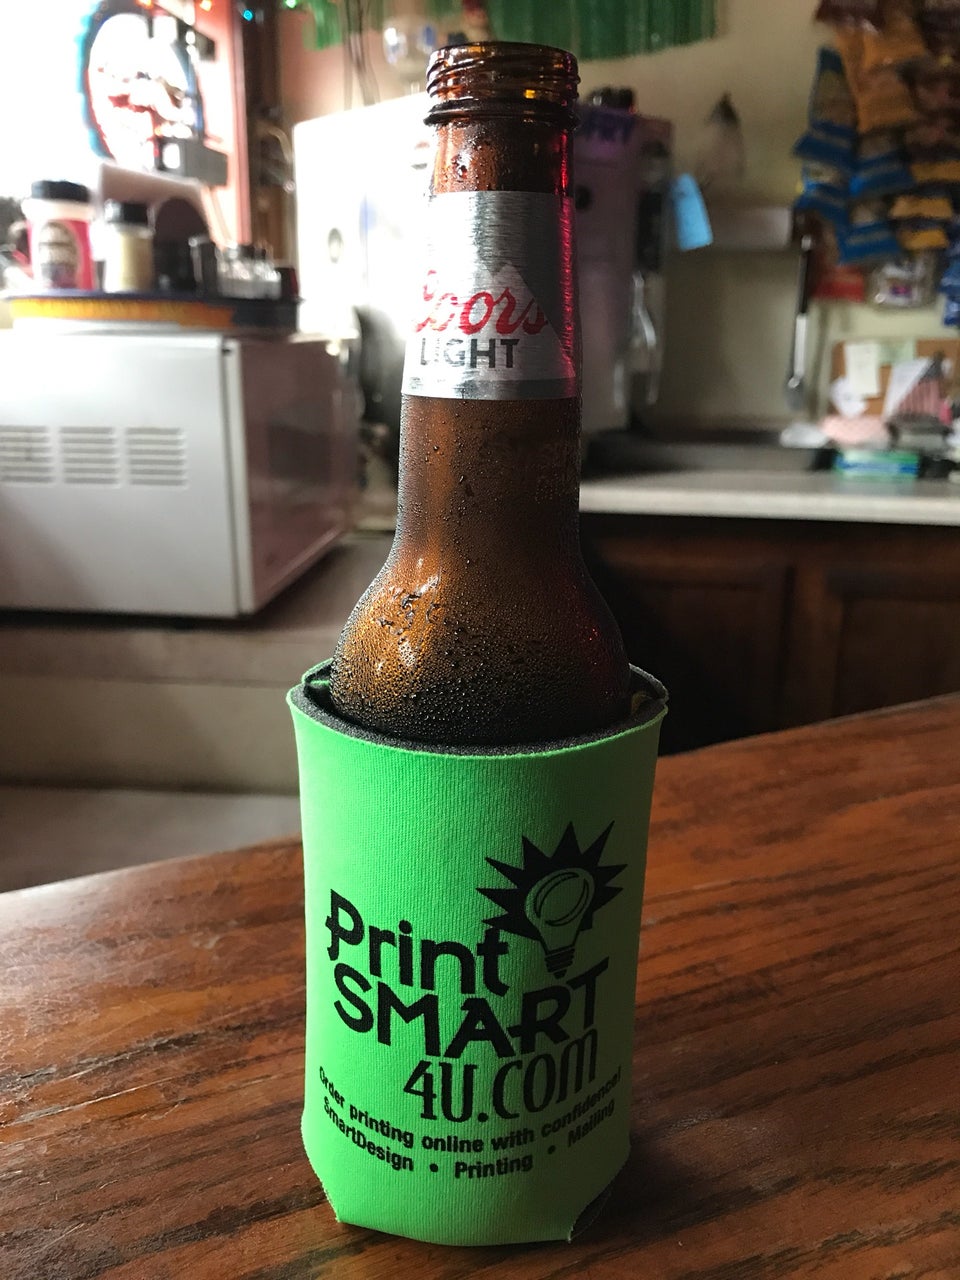 Coors
LIGHT
Print
SMART
4U.COM
Order printing online with confidence!
SmartDesign • Printing • Mailing